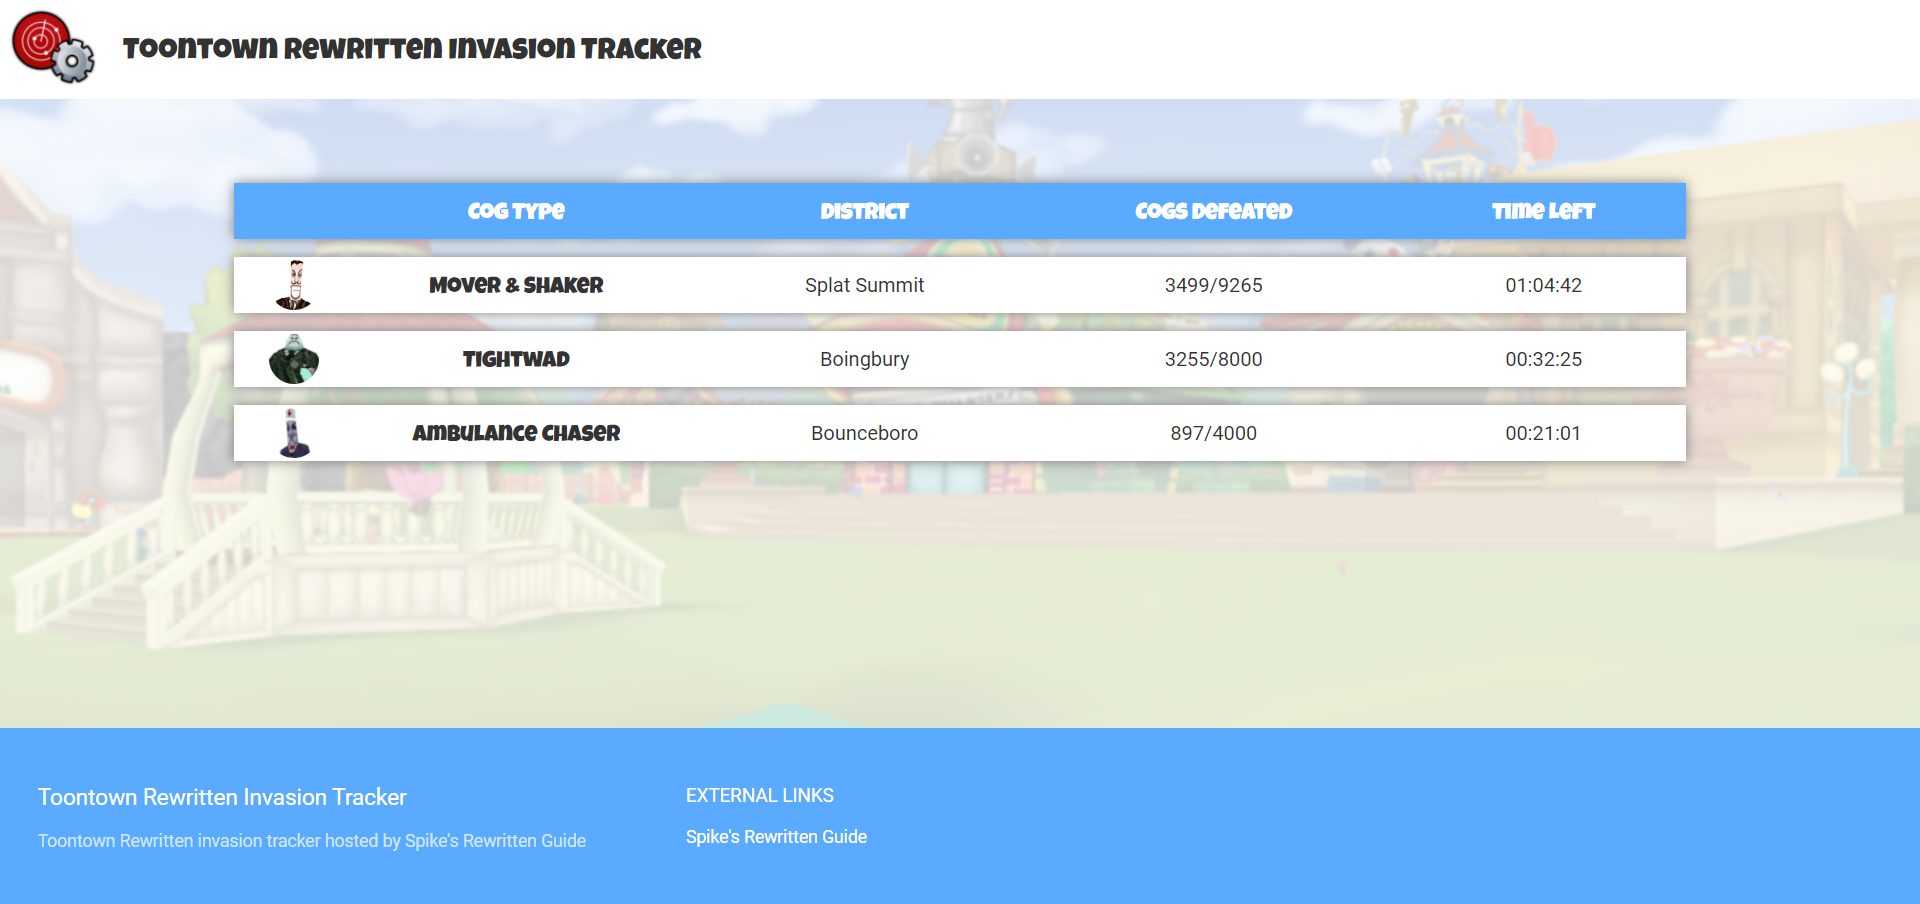 Toontown Rewritten Invasion Tracker
Cog Type District Cogs Defeated Time Left
Mover & Shaker Splat Summit 3499/9265 01:04:42
Tightwad Boingbury 3255/8000 00:32:25
Ambulance Chaser Bounceboro 897/4000 00:21:01
Toontown Rewritten Invasion Tracker
Toontown Rewritten invasion tracker hosted by Spike's Rewritten Guide
EXTERNAL LINKS
Spike's Rewritten Guide